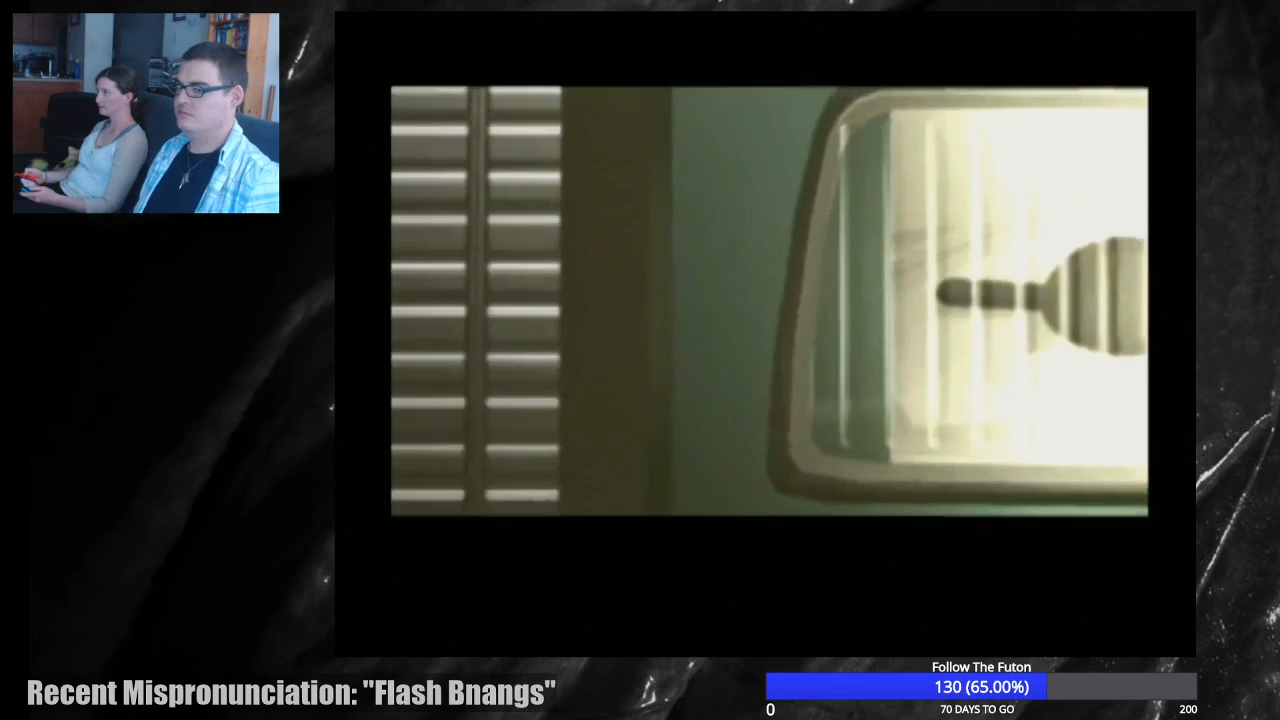 Recent Mispronunciation: "Flash Bnangs"
Follow The Futon
130 (65.00%)
0
70 DAYS TO GO
200